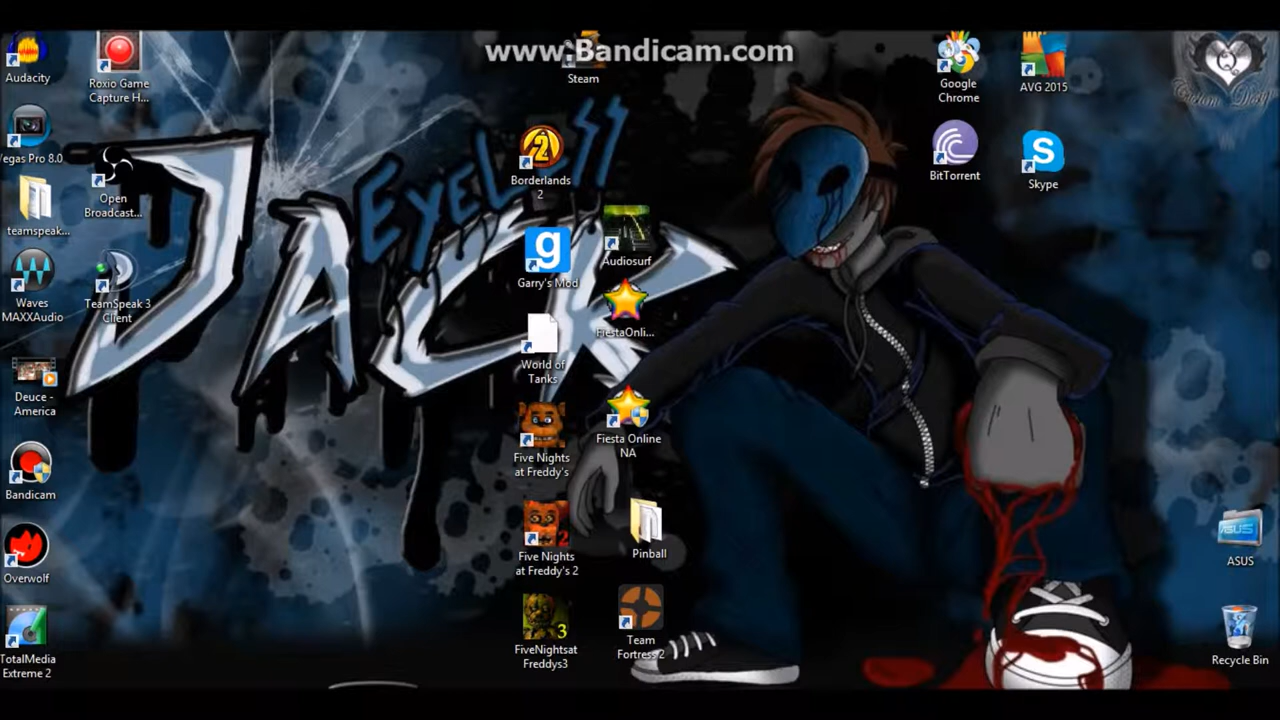 www.Bandicam.com
Audacity
Roxio Game
Capture H...
Steam
Google
Chrome
AVG 2015
Vegas Pro 8.0
Open
Broadcast...
Borderlands
2
BitTorrent
Skype
teamspeak...
EYELESS
JACK
Audiosurf
Waves
MAXXAudio
TeamSpeak 3
Client
g
Garry's Mod
FiestaOnli...
World of
Tanks
Deuce -
America
Fiesta Online
NA
Five Nights
at Freddy's
Bandicam
2
Five Nights
at Freddy's 2
Pinball
ASUS
ASUS
Overwolf
3
FiveNightsat
Freddys3
Team
Fortress 2
TotalMedia
Extreme 2
Recycle Bin